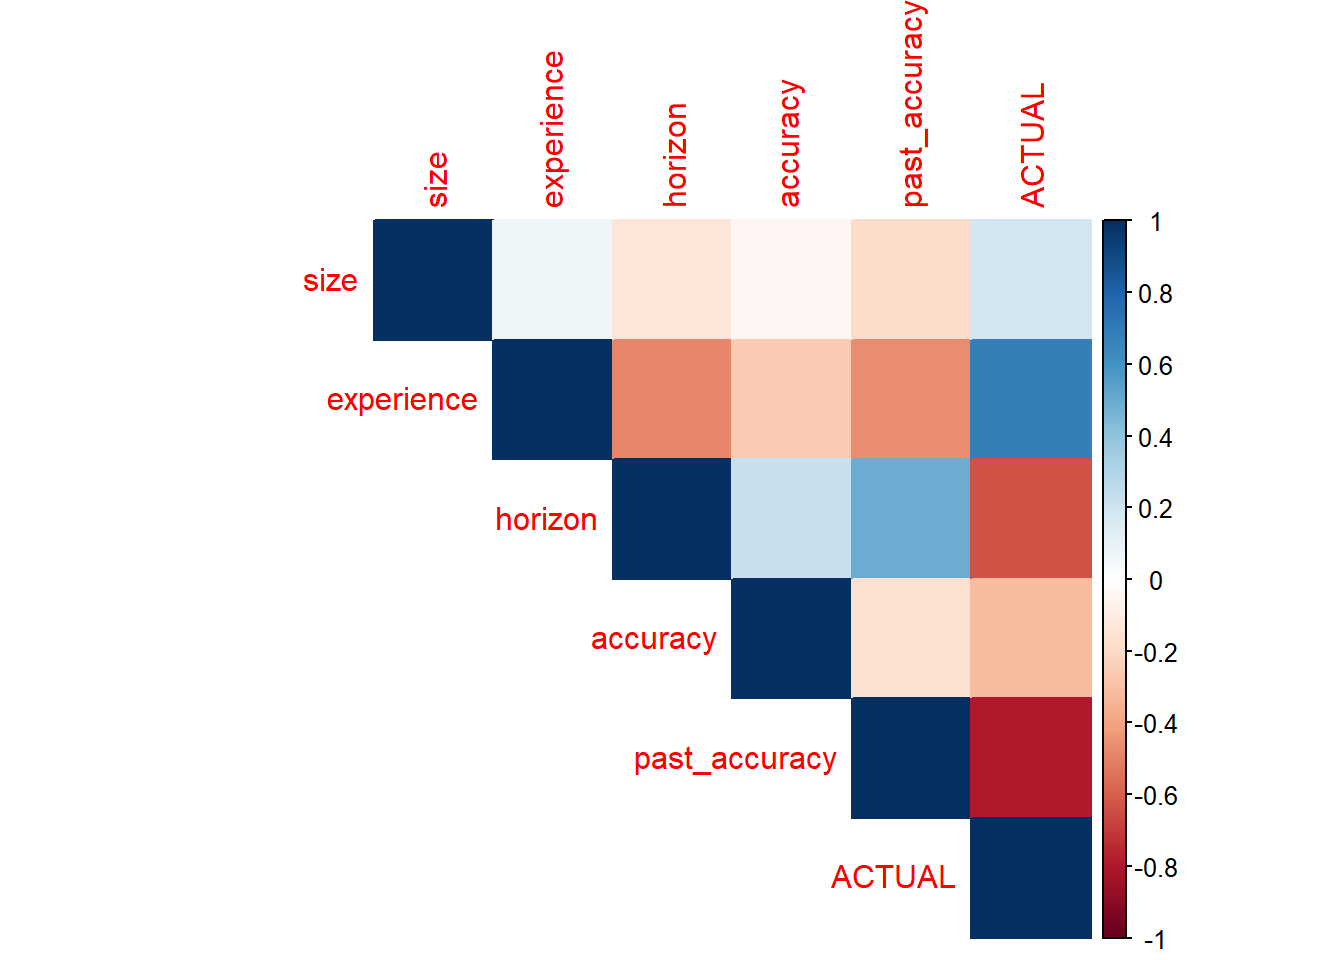 size
experience
horizon
accuracy
past_accuracy
ACTUAL
size
experience
horizon
accuracy
past_accuracy
ACTUAL
1
0.8
0.6
0.4
0.2
0
-0.2
-0.4
-0.6
-0.8
-1